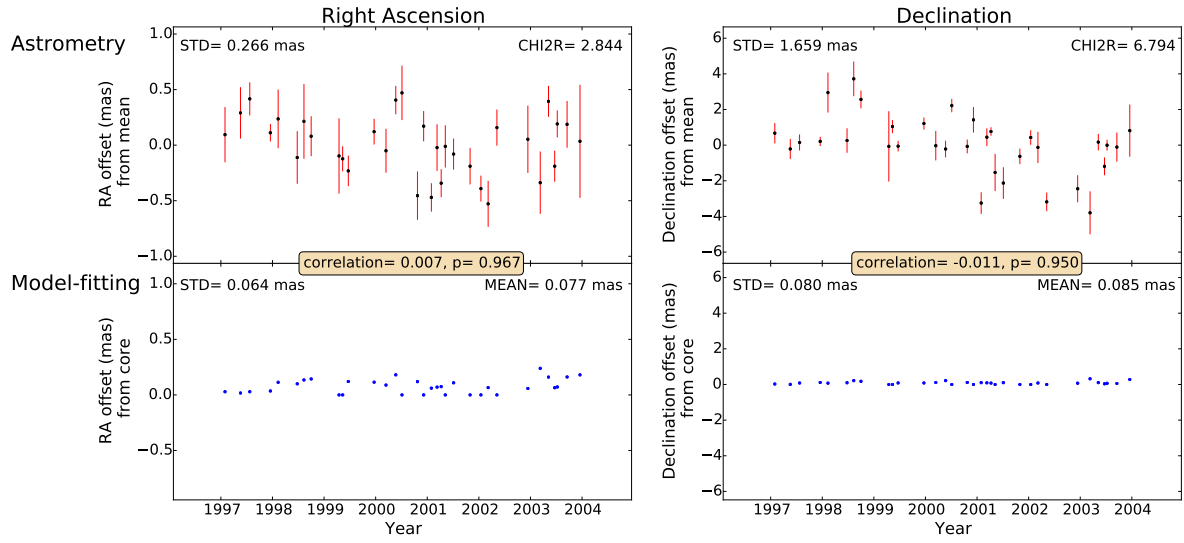 Right Ascension
Declination
Astrometry
STD= 0.266 mas
CHI2R= 2.844
RA offset (mas)
from mean
1.0
0.5
0.0
−0.5
−1.0
STD= 1.659 mas
CHI2R= 6.794
Declination offset (mas)
from mean
6
4
2
0
−2
−4
−6
correlation= 0.007, p= 0.967
correlation= -0.011, p= 0.950
Model-fitting
STD= 0.064 mas
MEAN= 0.077 mas
RA offset (mas)
from core
1.0
0.5
0.0
−0.5
STD= 0.080 mas
MEAN= 0.085 mas
Declination offset (mas)
from core
6
4
2
0
−2
−4
−6
1997 1998 1999 2000 2001 2002 2003 2004
Year
1997 1998 1999 2000 2001 2002 2003 2004
Year